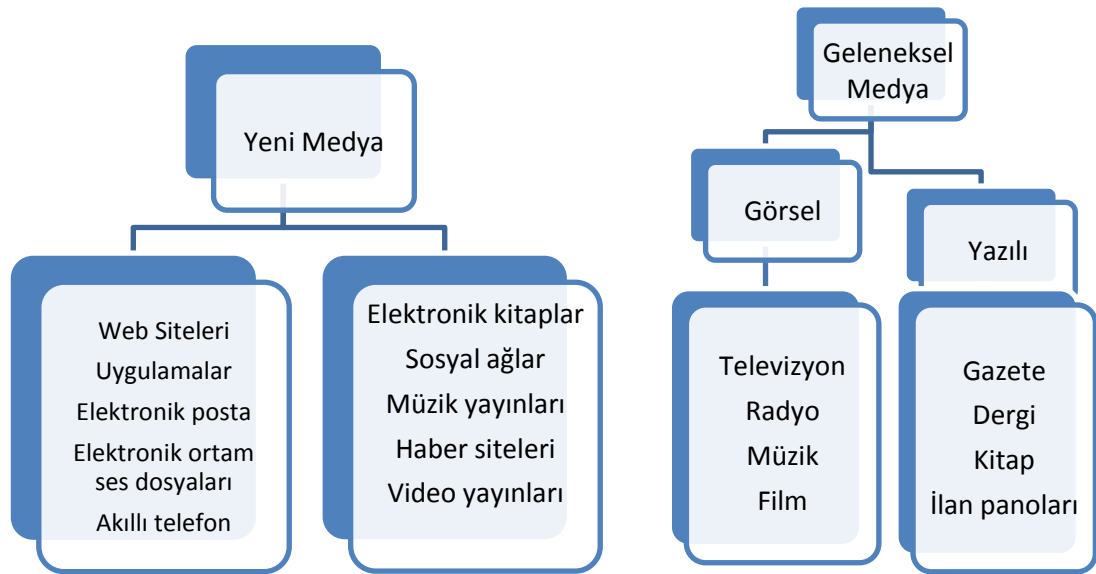 Yeni Medya
Web Siteleri
Uygulamalar
Elektronik posta
Elektronik ortam
ses dosyaları
Akıllı telefon
Elektronik kitaplar
Sosyal ağlar
Müzik yayınları
Haber siteleri
Video yayınları
Geleneksel
Medya
Görsel
Televizyon
Radyo
Müzik
Film
Yazılı
Gazete
Dergi
Kitap
İlan panoları